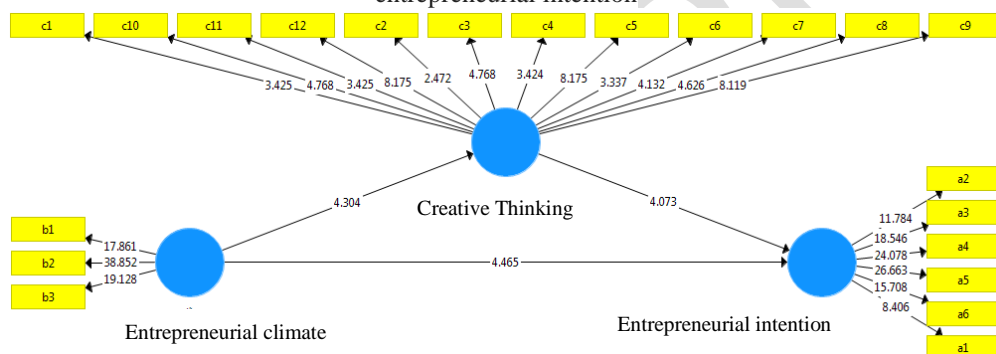 entrepreneurial intention
c1 c10 c11 c12 c2 c3 c4 c5 c6 c7 c8 c9
3.425 4.768 3.425 8.175 2.472 4.768 3.424 8.175 3.337 4.132 4.626 8.119
4.304
Creative Thinking
4.073
b1
b2
b3
17.861
38.852
19.128
4.465
a2
a3
a4
a5
a6
a1
11.784
18.546
24.078
26.663
15.708
8.406
Entrepreneurial climate
Entrepreneurial intention